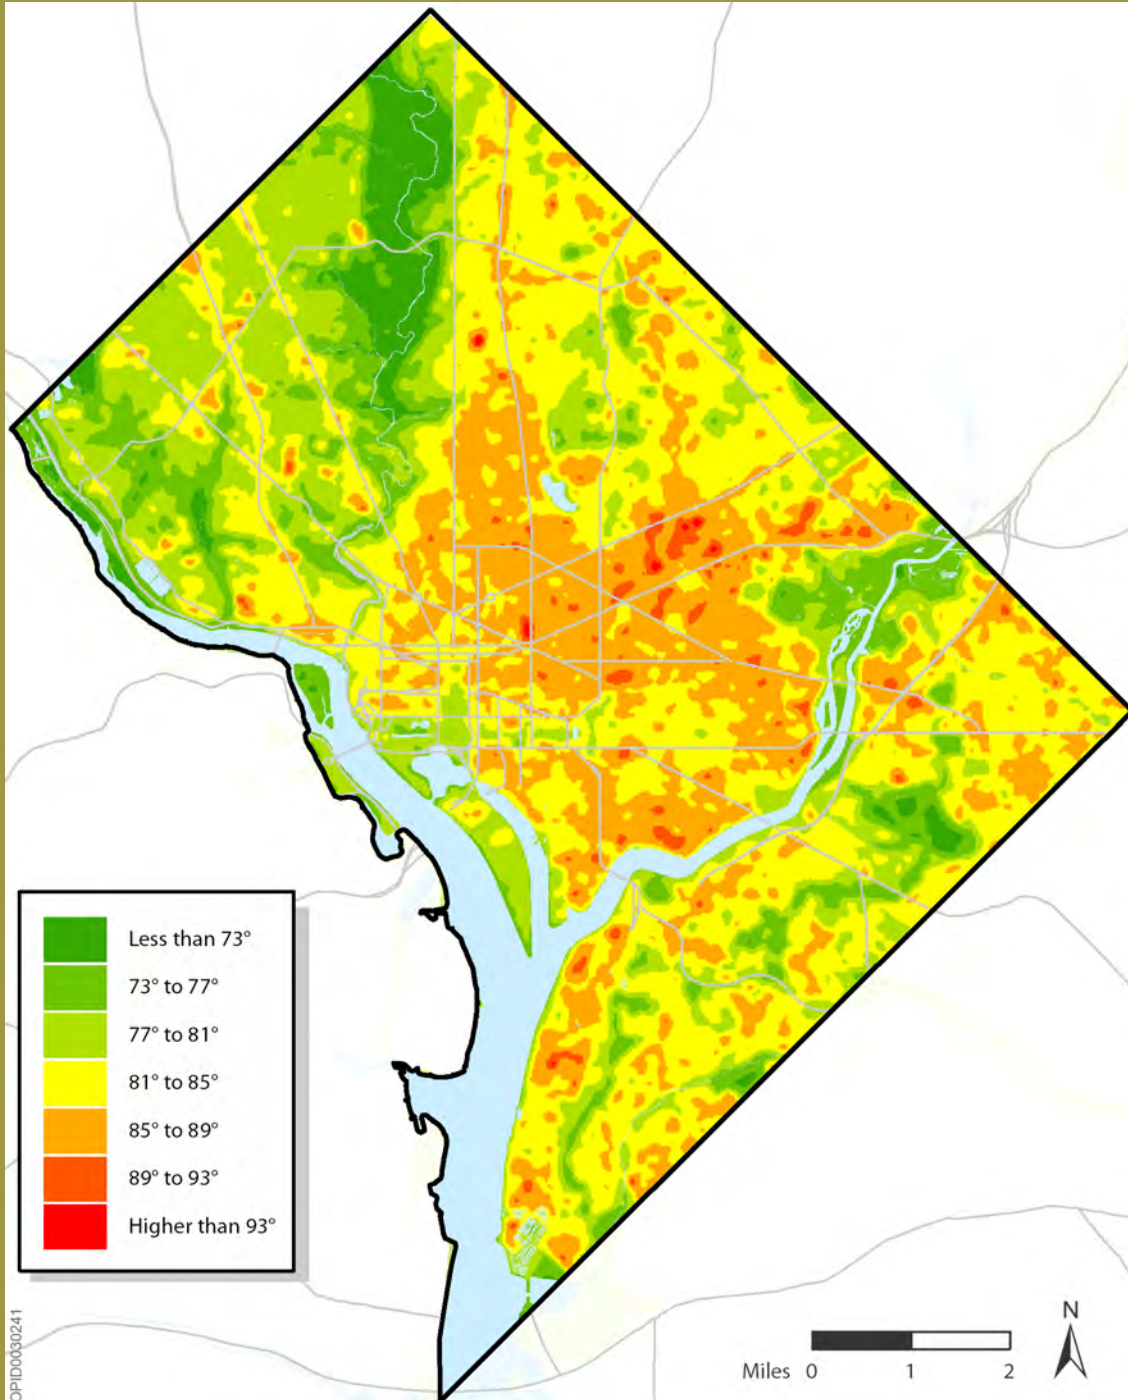 Less than 73°
73° to 77°
77° to 81°
81° to 85°
85° to 89°
89° to 93°
Higher than 93°
OPID0030241
N
Miles 0 1 2